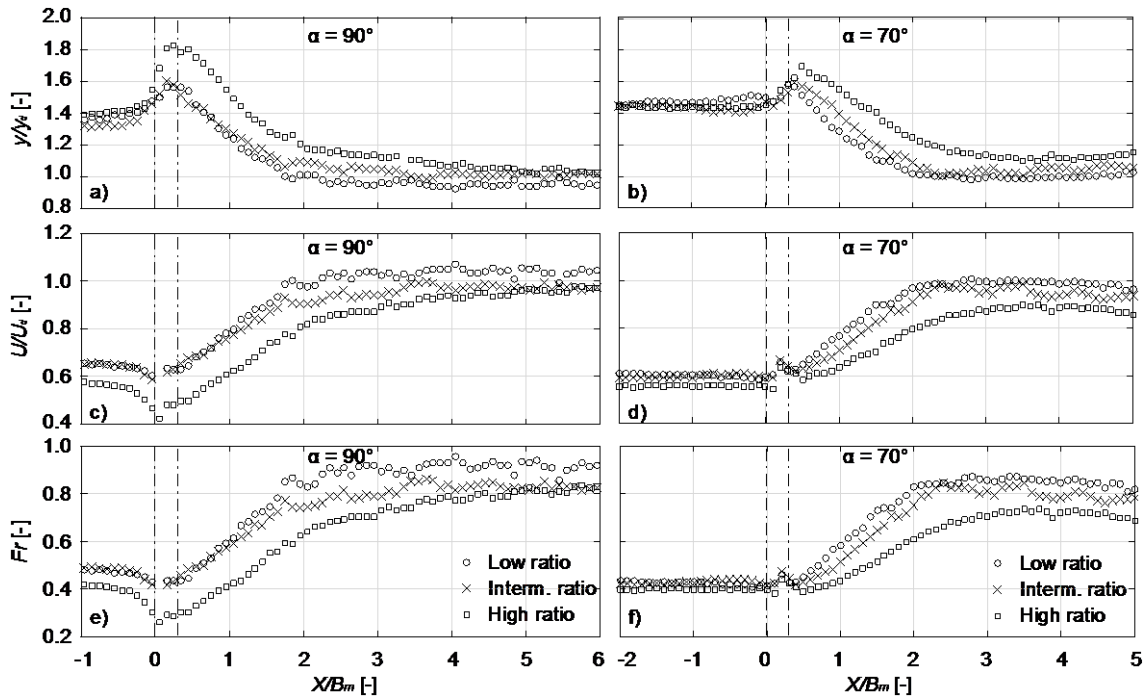 α = 90°
α = 70°
y/y₄ [-]
2.0
1.8
1.6
1.4
1.2
1.0
0.8
a)
b)
α = 90°
α = 70°
U/U₄ [-]
1.2
1.0
0.8
0.6
0.4
c)
d)
α = 90°
α = 70°
Fr [-]
1.0
0.8
0.6
0.4
0.2
e)
f)
Low ratio
Interm. ratio
High ratio
Low ratio
Interm. ratio
High ratio
-1 0 1 2 3 4 5 6
-2 -1 0 1 2 3 4 5
X/Bₘ [-]
X/Bₘ [-]